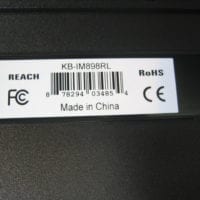 KB-IM898RL
REACH RoHS
FC CE
8 78294 03485 4
Made in China